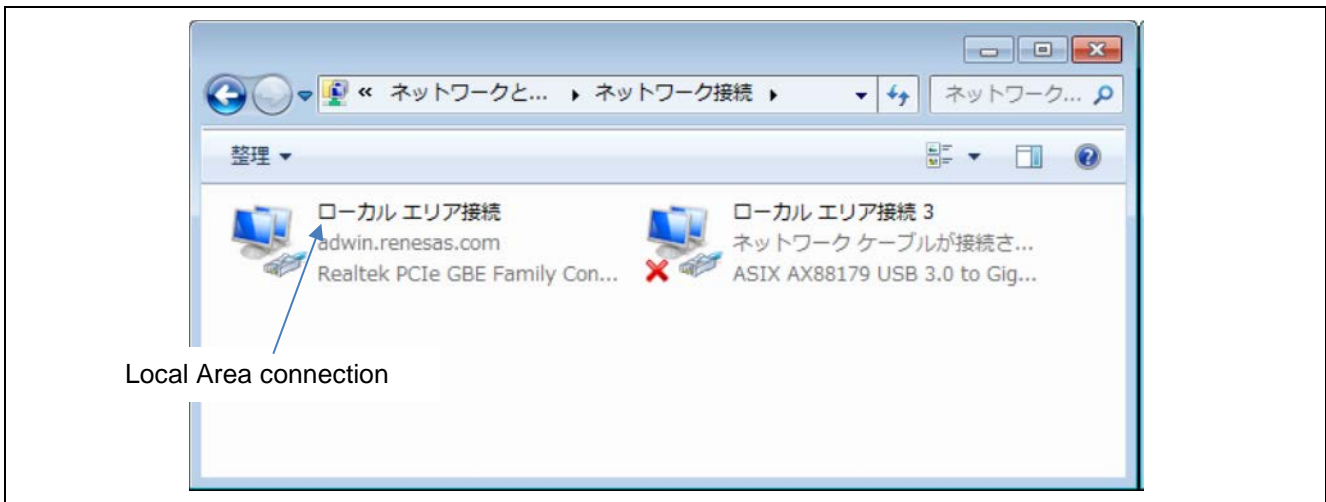 « ネットワークと... ▸ ネットワーク接続 ▸
ネットワーク...
整理
ローカル エリア接続
adwin.renesas.com
Realtek PCIe GBE Family Con...
ローカル エリア接続 3
ネットワーク ケーブルが接続さ...
ASIX AX88179 USB 3.0 to Gig...
Local Area connection